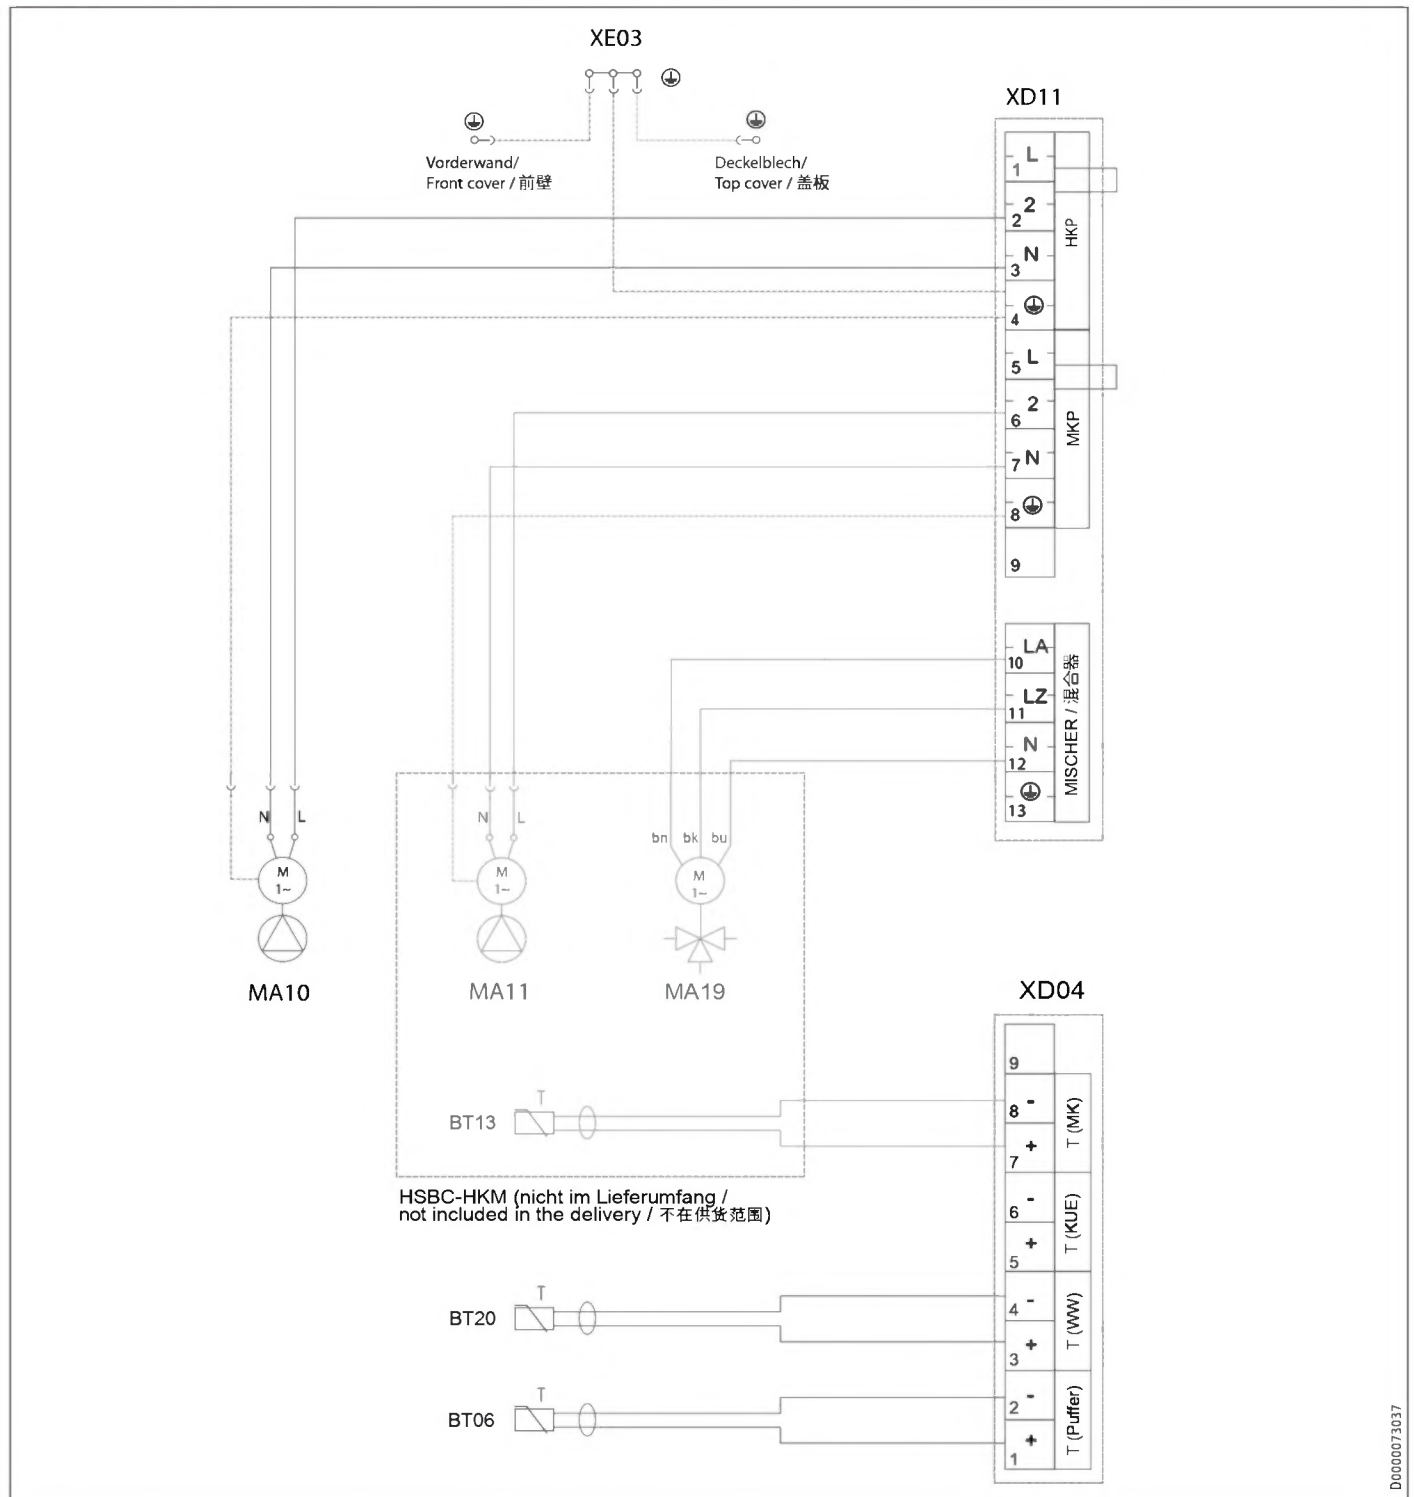 XE03
XD11
Vorderwand/
Front cover / 前壁
Deckelblech/
Top cover / 盖板
L
1
2
2
N
3
4
HKP
L
5
2
6
N
7
8
MKP
9
LA
10
LZ
11
N
12
13
MISCHER / 混合器
N
L
M
1~
MA10
N
L
M
1~
MA11
bn
bk
bu
M
1~
MA19
XD04
9
8 -
+
7
T (MK)
6 -
+
5
T (KUE)
4 -
+
3
T (WW)
2 -
+
1
T (Puffer)
T
BT13
HSBC-HKM (nicht im Lieferumfang /
not included in the delivery / 不在供货范围)
T
BT20
T
BT06
D0000073037